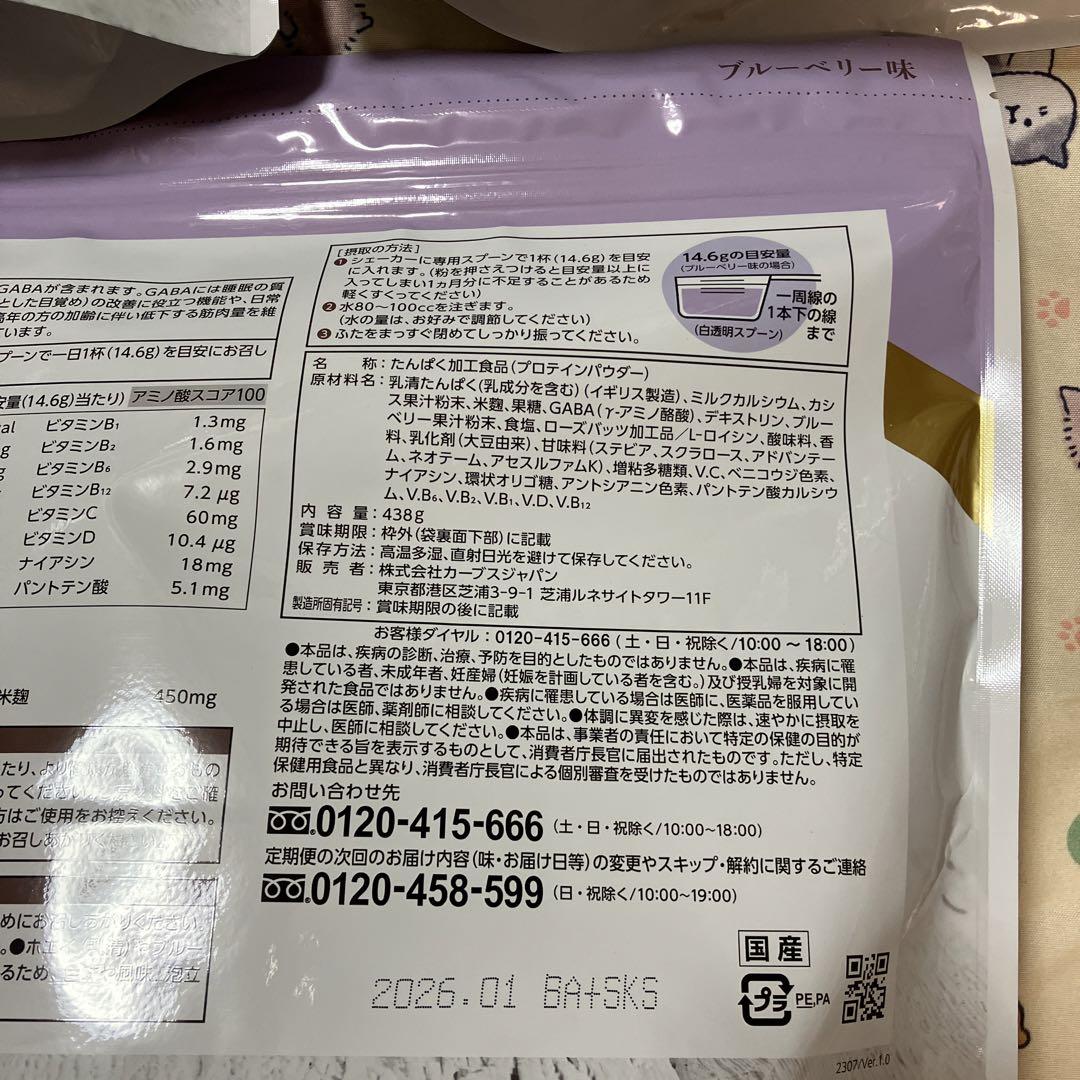 ブルーベリー味
GABAが含まれます。GABAには睡眠の質
とした目覚め)の改善に役立つ機能や、日常
高年の方の加齢に伴い低下する筋肉量を維
ています。
プーンで一日1杯(14.6g)を目安にお召し
安量(14.6g)当たり) アミノ酸スコア100
ビタミンB1 1.3mg
ビタミンB2 1.6mg
ビタミンB6 2.9mg
ビタミンB12 7.2μg
ビタミンC 60mg
ビタミンD 10.4μg
ナイアシン 18mg
パントテン酸 5.1mg
米麹 450mg
ってください
方はご使用をお控えください。
めにお召しあがりください
[摂取の方法]
❶ シェーカーに専用スプーンで1杯(14.6g)を目安
に入れます。(粉を押さえつけると目安量以上に
入ってしまい1ヵ月分に不足することがあるため
軽くすくってください)
❷ 水80〜100ccを注ぎます。
(水の量は、お好みで調節してください)
❸ ふたをまっすぐ閉めてしっかり振ってください。
14.6gの目安量
(ブルーベリー味の場合)
一周線の
1本下の線
まで
(白透明スプーン)
名称:たんぱく加工食品(プロテインパウダー)
原材料名:乳清たんぱく(乳成分を含む)(イギリス製造)、ミルクカルシウム、カシ
ス果汁粉末、米麹、果糖、GABA(γ-アミノ酪酸)、デキストリン、ブルー
ベリー果汁粉末、食塩、ローズバッツ加工品/L-ロイシン、酸味料、香
料、乳化剤(大豆由来)、甘味料(ステビア、スクラロース、アドバンテー
ム、ネオテーム、アセスルファムK)、増粘多糖類、V.C、ベニコウジ色素、
ナイアシン、環状オリゴ糖、アントシアニン色素、パントテン酸カルシウ
ム、V.B6、V.B2、V.B1、V.D、V.B12
内容量:438g
賞味期限:枠外(袋裏面下部)に記載
保存方法:高温多湿、直射日光を避けて保存してください。
販売者:株式会社カーブスジャパン
東京都港区芝浦3-9-1 芝浦ルネサイトタワー11F
製造所固有記号:賞味期限の後に記載
お客様ダイヤル:0120-415-666(土・日・祝除く/10:00〜18:00)
●本品は、疾病の診断、治療、予防を目的としたものではありません。●本品は、疾病に罹
患している者、未成年者、妊産婦(妊娠を計画している者を含む。)及び授乳婦を対象に開
発された食品ではありません。●疾病に罹患している場合は医師に、医薬品を服用してい
る場合は医師、薬剤師に相談してください。●体調に異変を感じた際は、速やかに摂取を
中止し、医師に相談してください。●本品は、事業者の責任において特定の保健の目的が
期待できる旨を表示するものとして、消費者庁長官に届出されたものです。ただし、特定
保健用食品と異なり、消費者庁長官による個別審査を受けたものではありません。
お問い合わせ先
0120-415-666(土・日・祝除く/10:00〜18:00)
定期便の次回のお届け内容(味・お届け日等)の変更やスキップ・解約に関するご連絡
0120-458-599(日・祝除く/10:00〜19:00)
国産
プラ PE,PA
2026.01 BA+SKS
2307/Ver.1.0